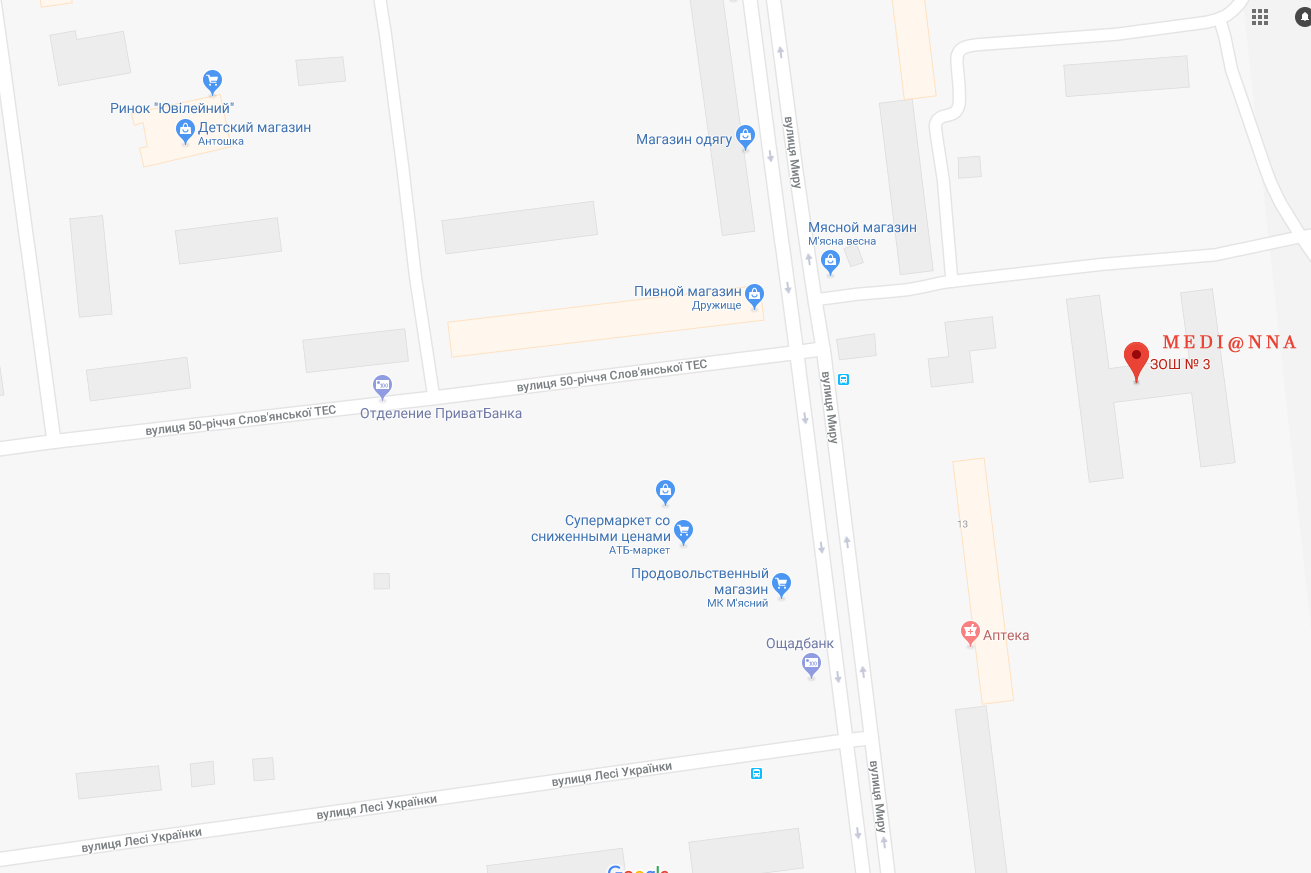 Ринок "Ювілейний"
Детский магазин
Антошка
Магазин одягу
вулиця Миру
Мясной магазин
М'ясна весна
Пивной магазин
Дружище
MEDI@NNA
ЗОШ № 3
вулиця 50-річчя Слов'янської ТЕС
вулиця Миру
вулиця 50-річчя Слов'янської ТЕС
Отделение ПриватБанка
Супермаркет со
сниженными ценами
АТБ-маркет
13
Продовольственный
магазин
МК М'ясний
Ощадбанк
Аптека
вулиця Лесі Українки
вулиця Миру
вулиця Лесі Українки
вулиця Лесі Українки
Google